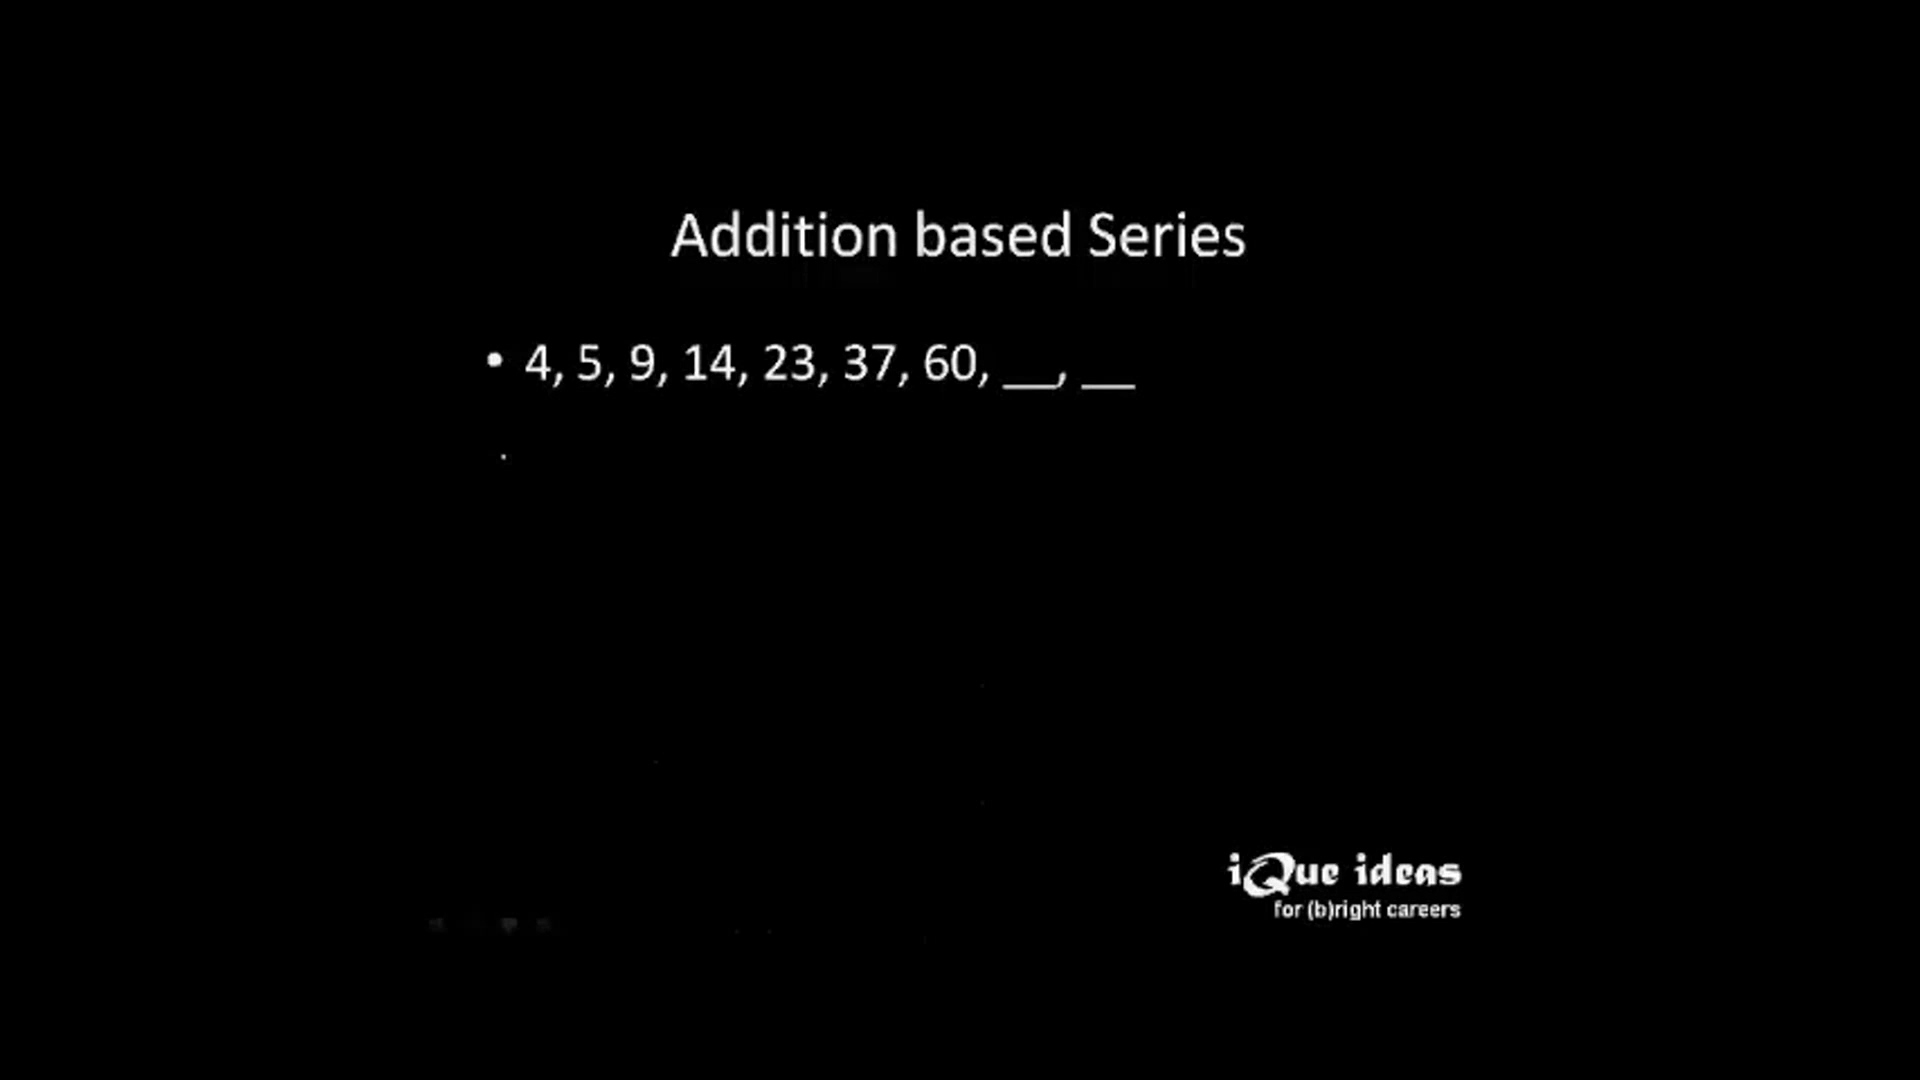 Addition based Series
• 4, 5, 9, 14, 23, 37, 60, __, __
iQue ideas
for (b)right careers